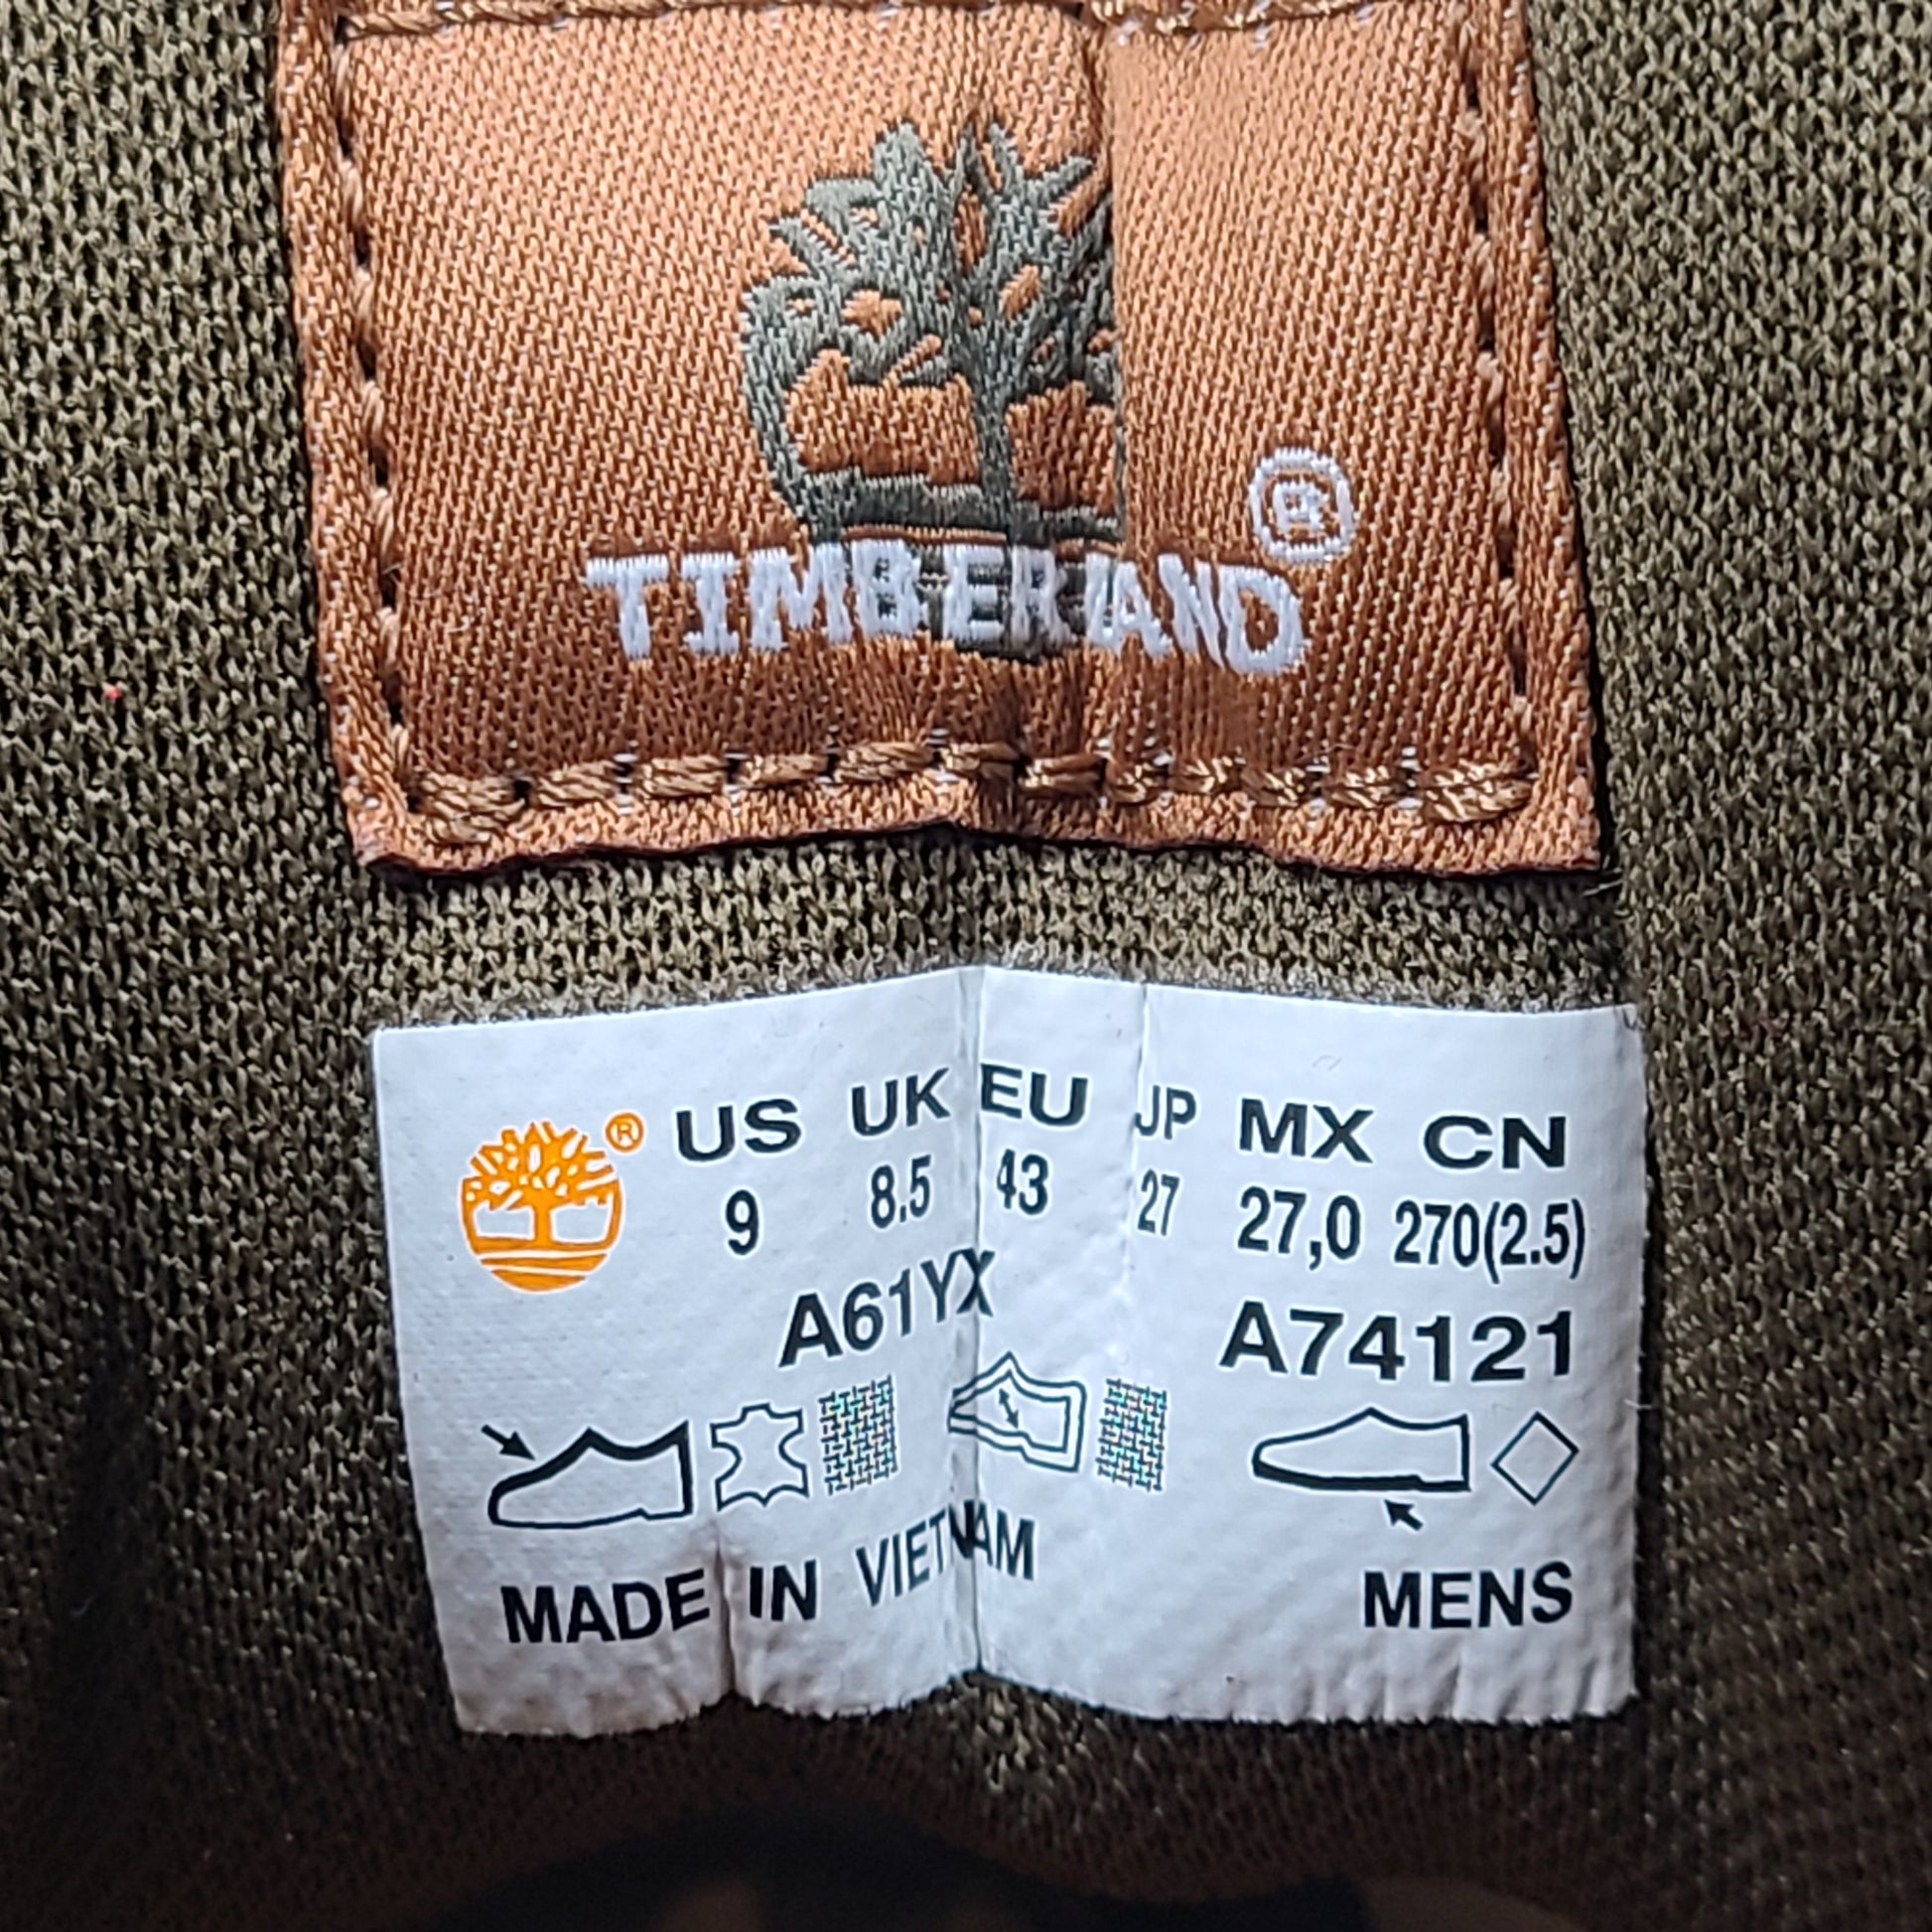 ®
TIMBERLAND
® US UK EU JP MX CN
9 8.5 43 27 27,0 270(2.5)
A61YX A74121
MADE IN VIETNAM MENS